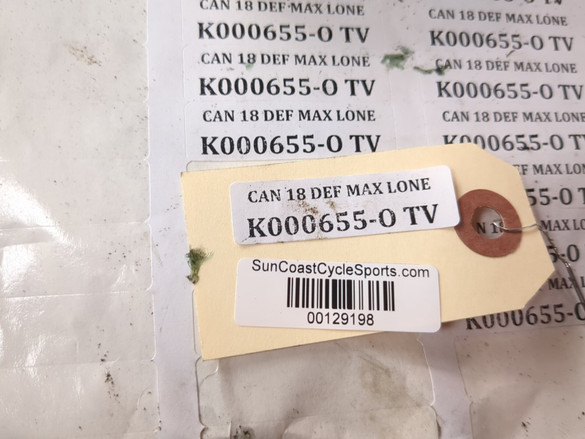 CAN 18 DEF MAX LONE
K000655-O TV
CAN 18 DEF MAX LONE
K000655-O TV
CAN 18 DEF MAX LONE
K000655-O TV
CAN 18 DEF MAX LONE
K000655-O TV
CAN 18 DEF MAX LONE
K000655-O TV
CAN 18 DEF MAX LONE
K000655-O TV
CAN 18 DEF MAX LONE
K000655-O TV
SunCoastCycleSports.com
00129198
K000655-O